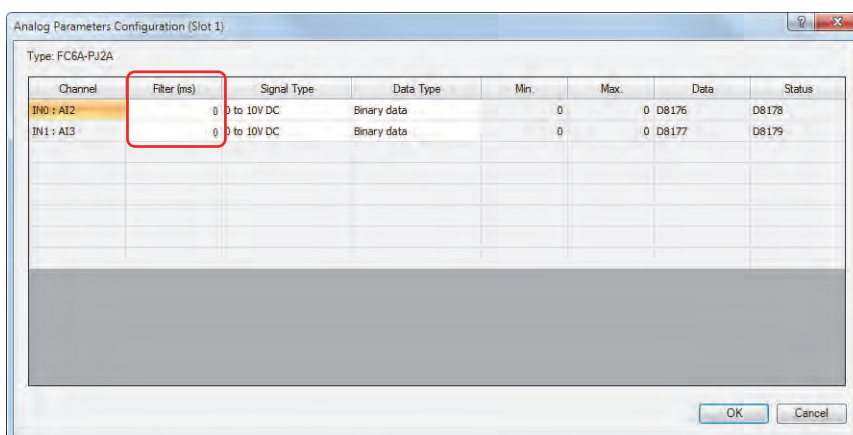 Analog Parameters Configuration (Slot 1)
Type: FC6A-PJ2A
Channel Filter (ms) Signal Type Data Type Min. Max. Data Status
IN0 : AI2 0 0 to 10V DC Binary data 0 0 D8176 D8178
IN1 : AI3 0 0 to 10V DC Binary data 0 0 D8177 D8179
OK Cancel